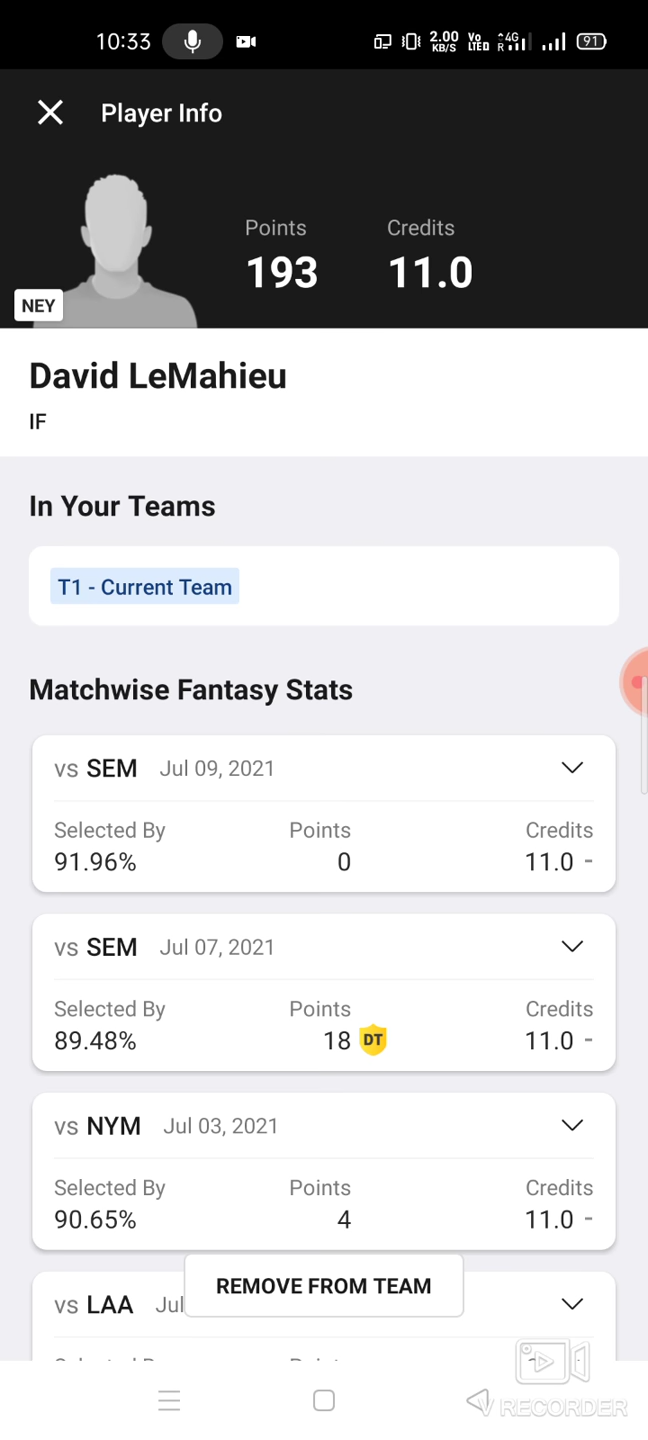 10:33
2.00 KB/S
Vo LTED
4G
R
91
Player Info
Points
Credits
193
11.0
NEY
David LeMahieu
IF
In Your Teams
T1 - Current Team
Matchwise Fantasy Stats
vs SEM Jul 09, 2021
Selected By Points Credits
91.96% 0 11.0 -
vs SEM Jul 07, 2021
Selected By Points Credits
89.48% 18 DT 11.0 -
vs NYM Jul 03, 2021
Selected By Points Credits
90.65% 4 11.0 -
vs LAA Jul
REMOVE FROM TEAM
V RECORDER